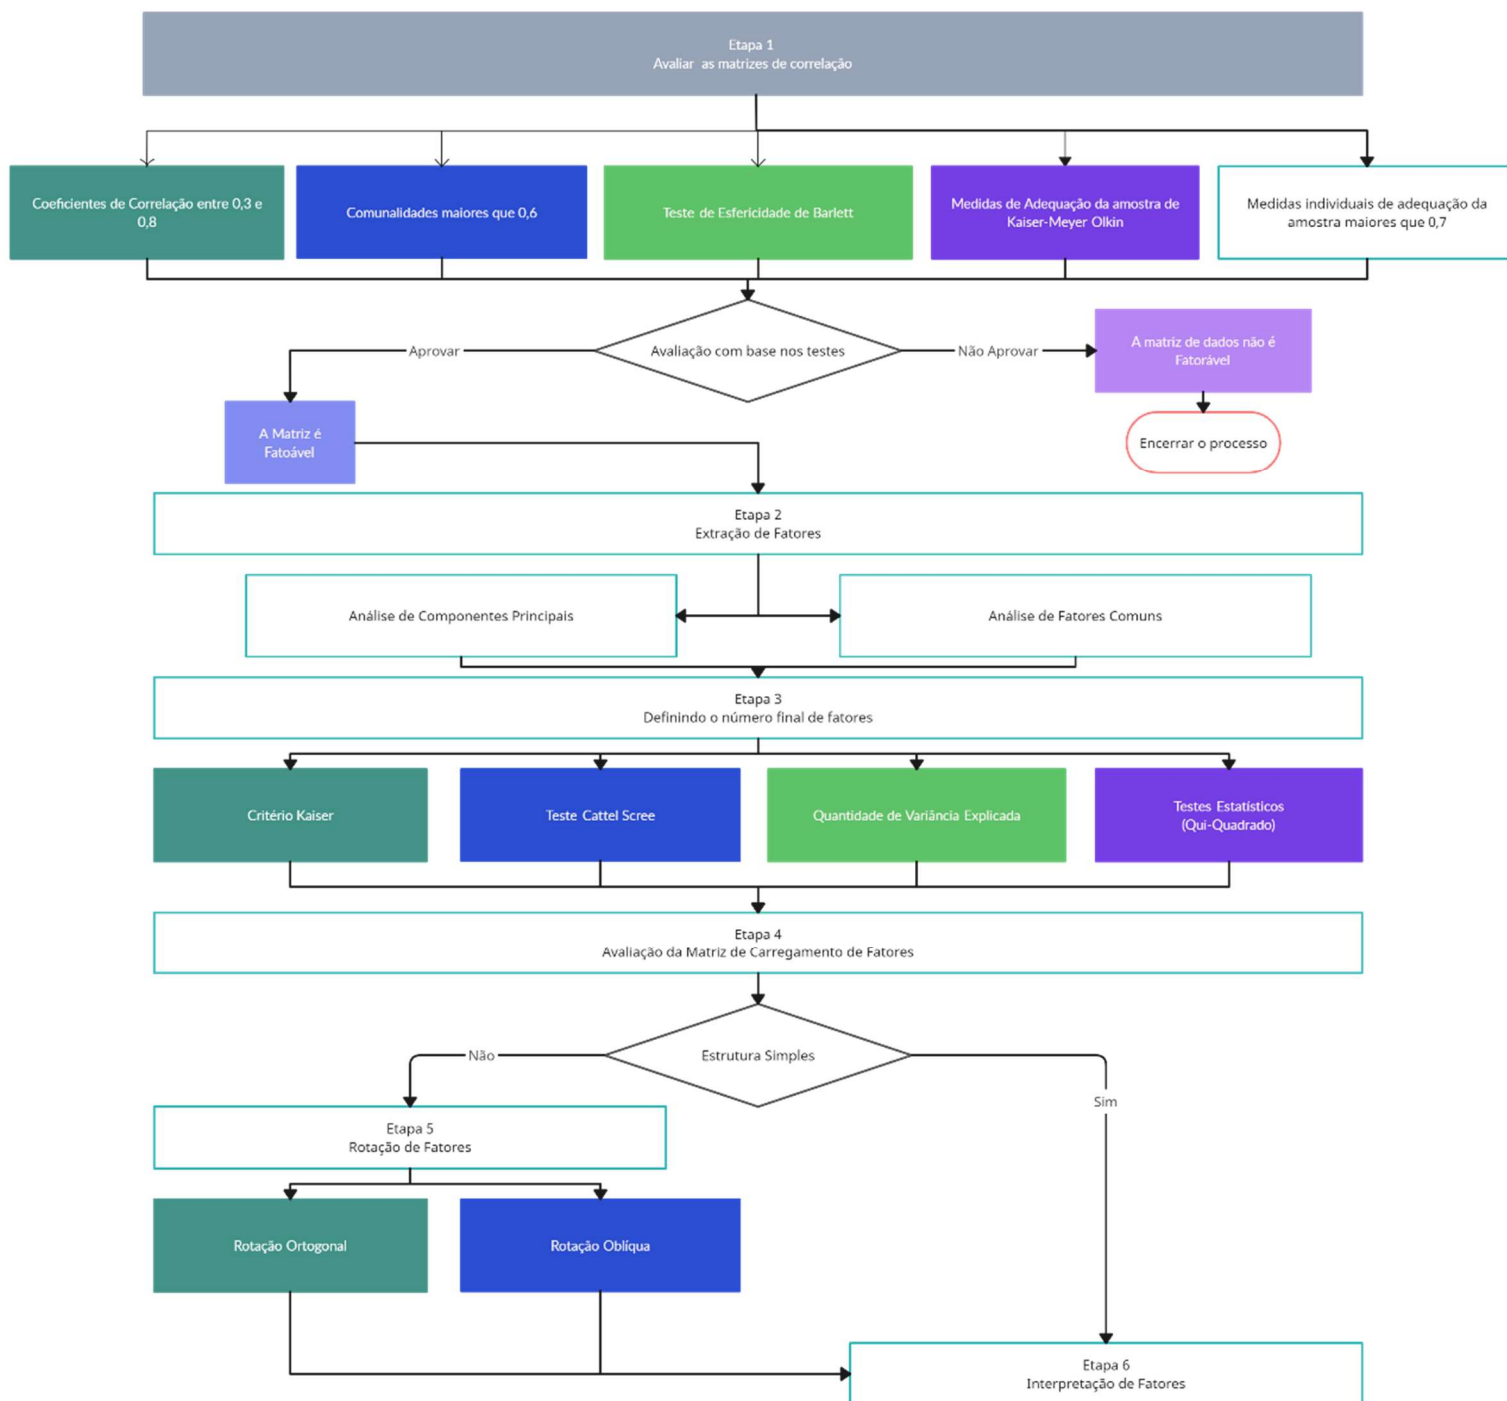 Etapa 1
Avaliar as matrizes de correlação
Coeficientes de Correlação entre 0,3 e
0,8
Comunalidades maiores que 0,6
Teste de Esfericidade de Barlett
Medidas de Adequação da amostra de
Kaiser-Meyer Olkin
Medidas individuais de adequação da
amostra maiores que 0,7
Aprovar
Avaliação com base nos testes
Não Aprovar
A matriz de dados não é
Fatorável
A Matriz é
Fatoável
Encerrar o processo
Etapa 2
Extração de Fatores
Análise de Componentes Principais
Análise de Fatores Comuns
Etapa 3
Definindo o número final de fatores
Critério Kaiser
Teste Cattel Scree
Quantidade de Variância Explicada
Testes Estatísticos
(Qui-Quadrado)
Etapa 4
Avaliação da Matriz de Carregamento de Fatores
Não
Estrutura Simples
Sim
Etapa 5
Rotação de Fatores
Rotação Ortogonal
Rotação Oblíqua
Etapa 6
Interpretação de Fatores